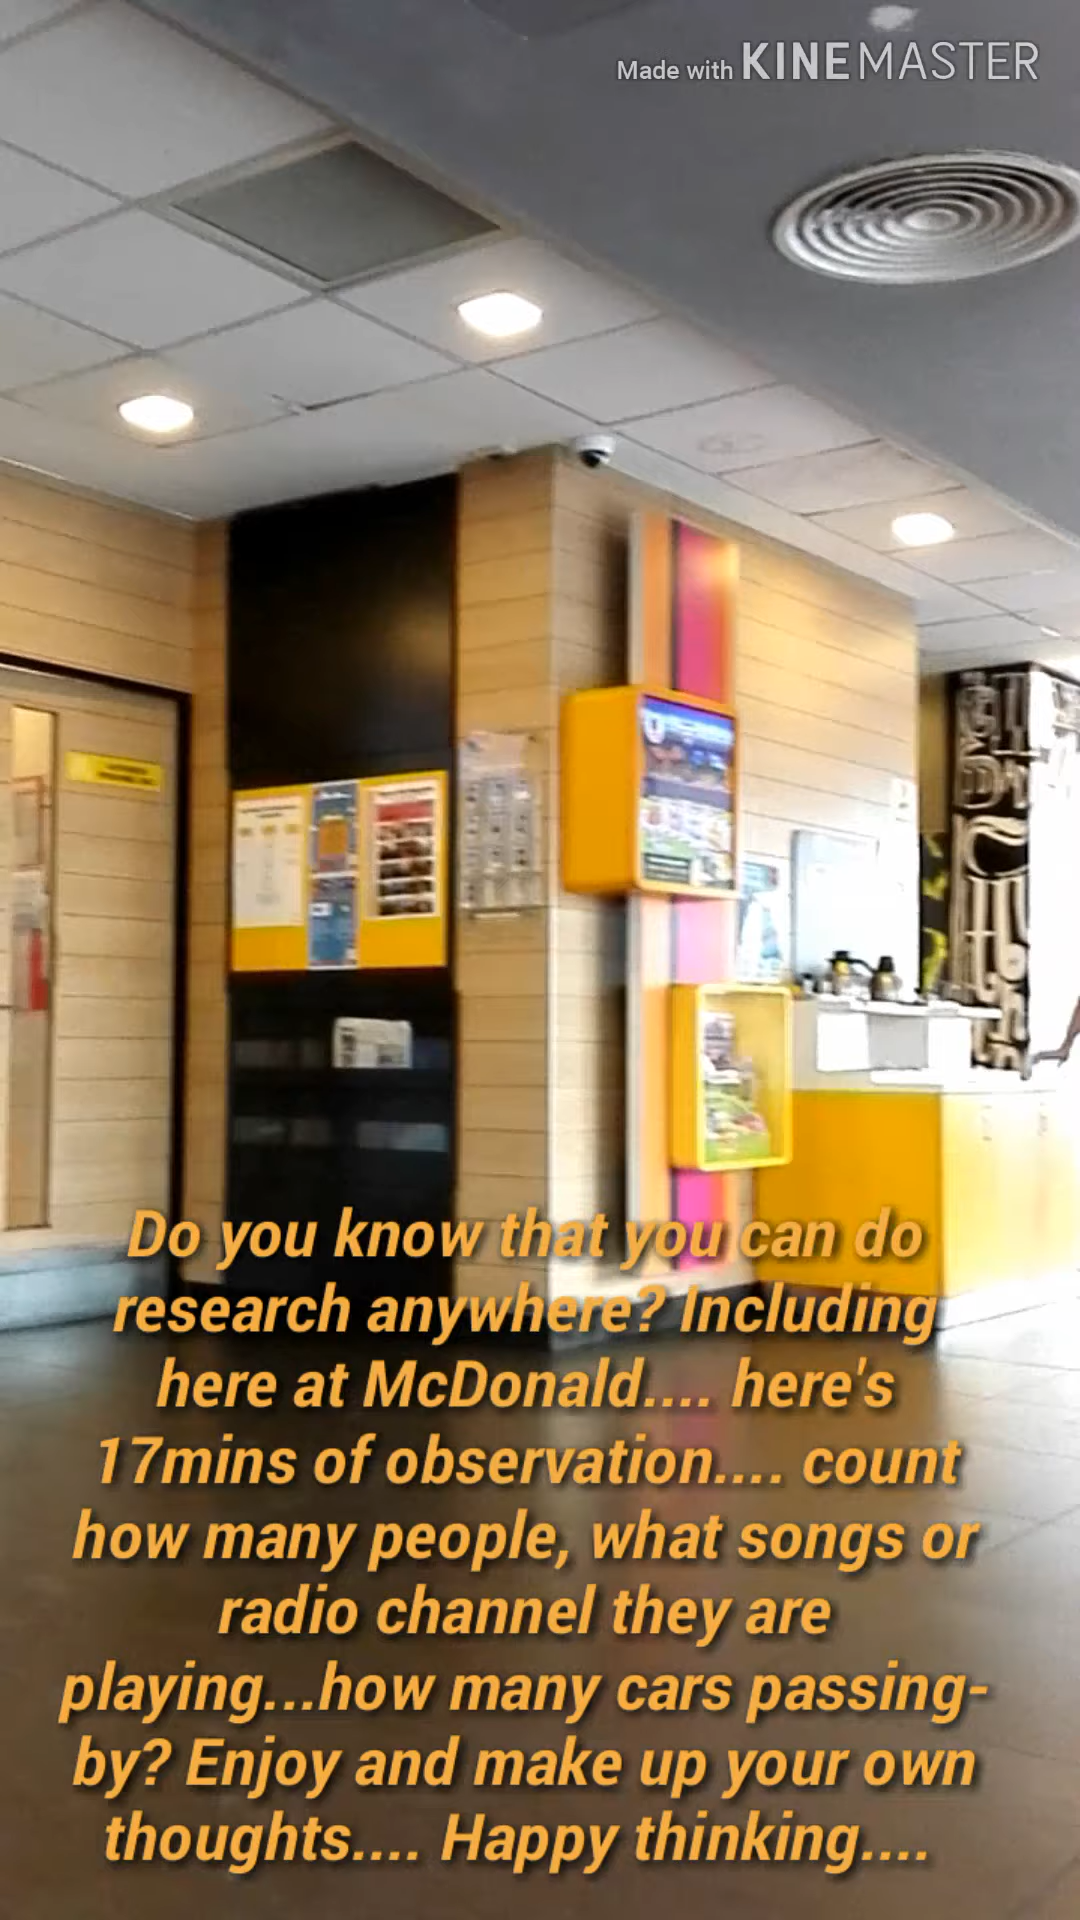 Made with KINEMASTER
Do you know that you can do
research anywhere? Including
here at McDonald.... here's
17mins of observation.... count
how many people, what songs or
radio channel they are
playing...how many cars passing-
by? Enjoy and make up your own
thoughts.... Happy thinking....